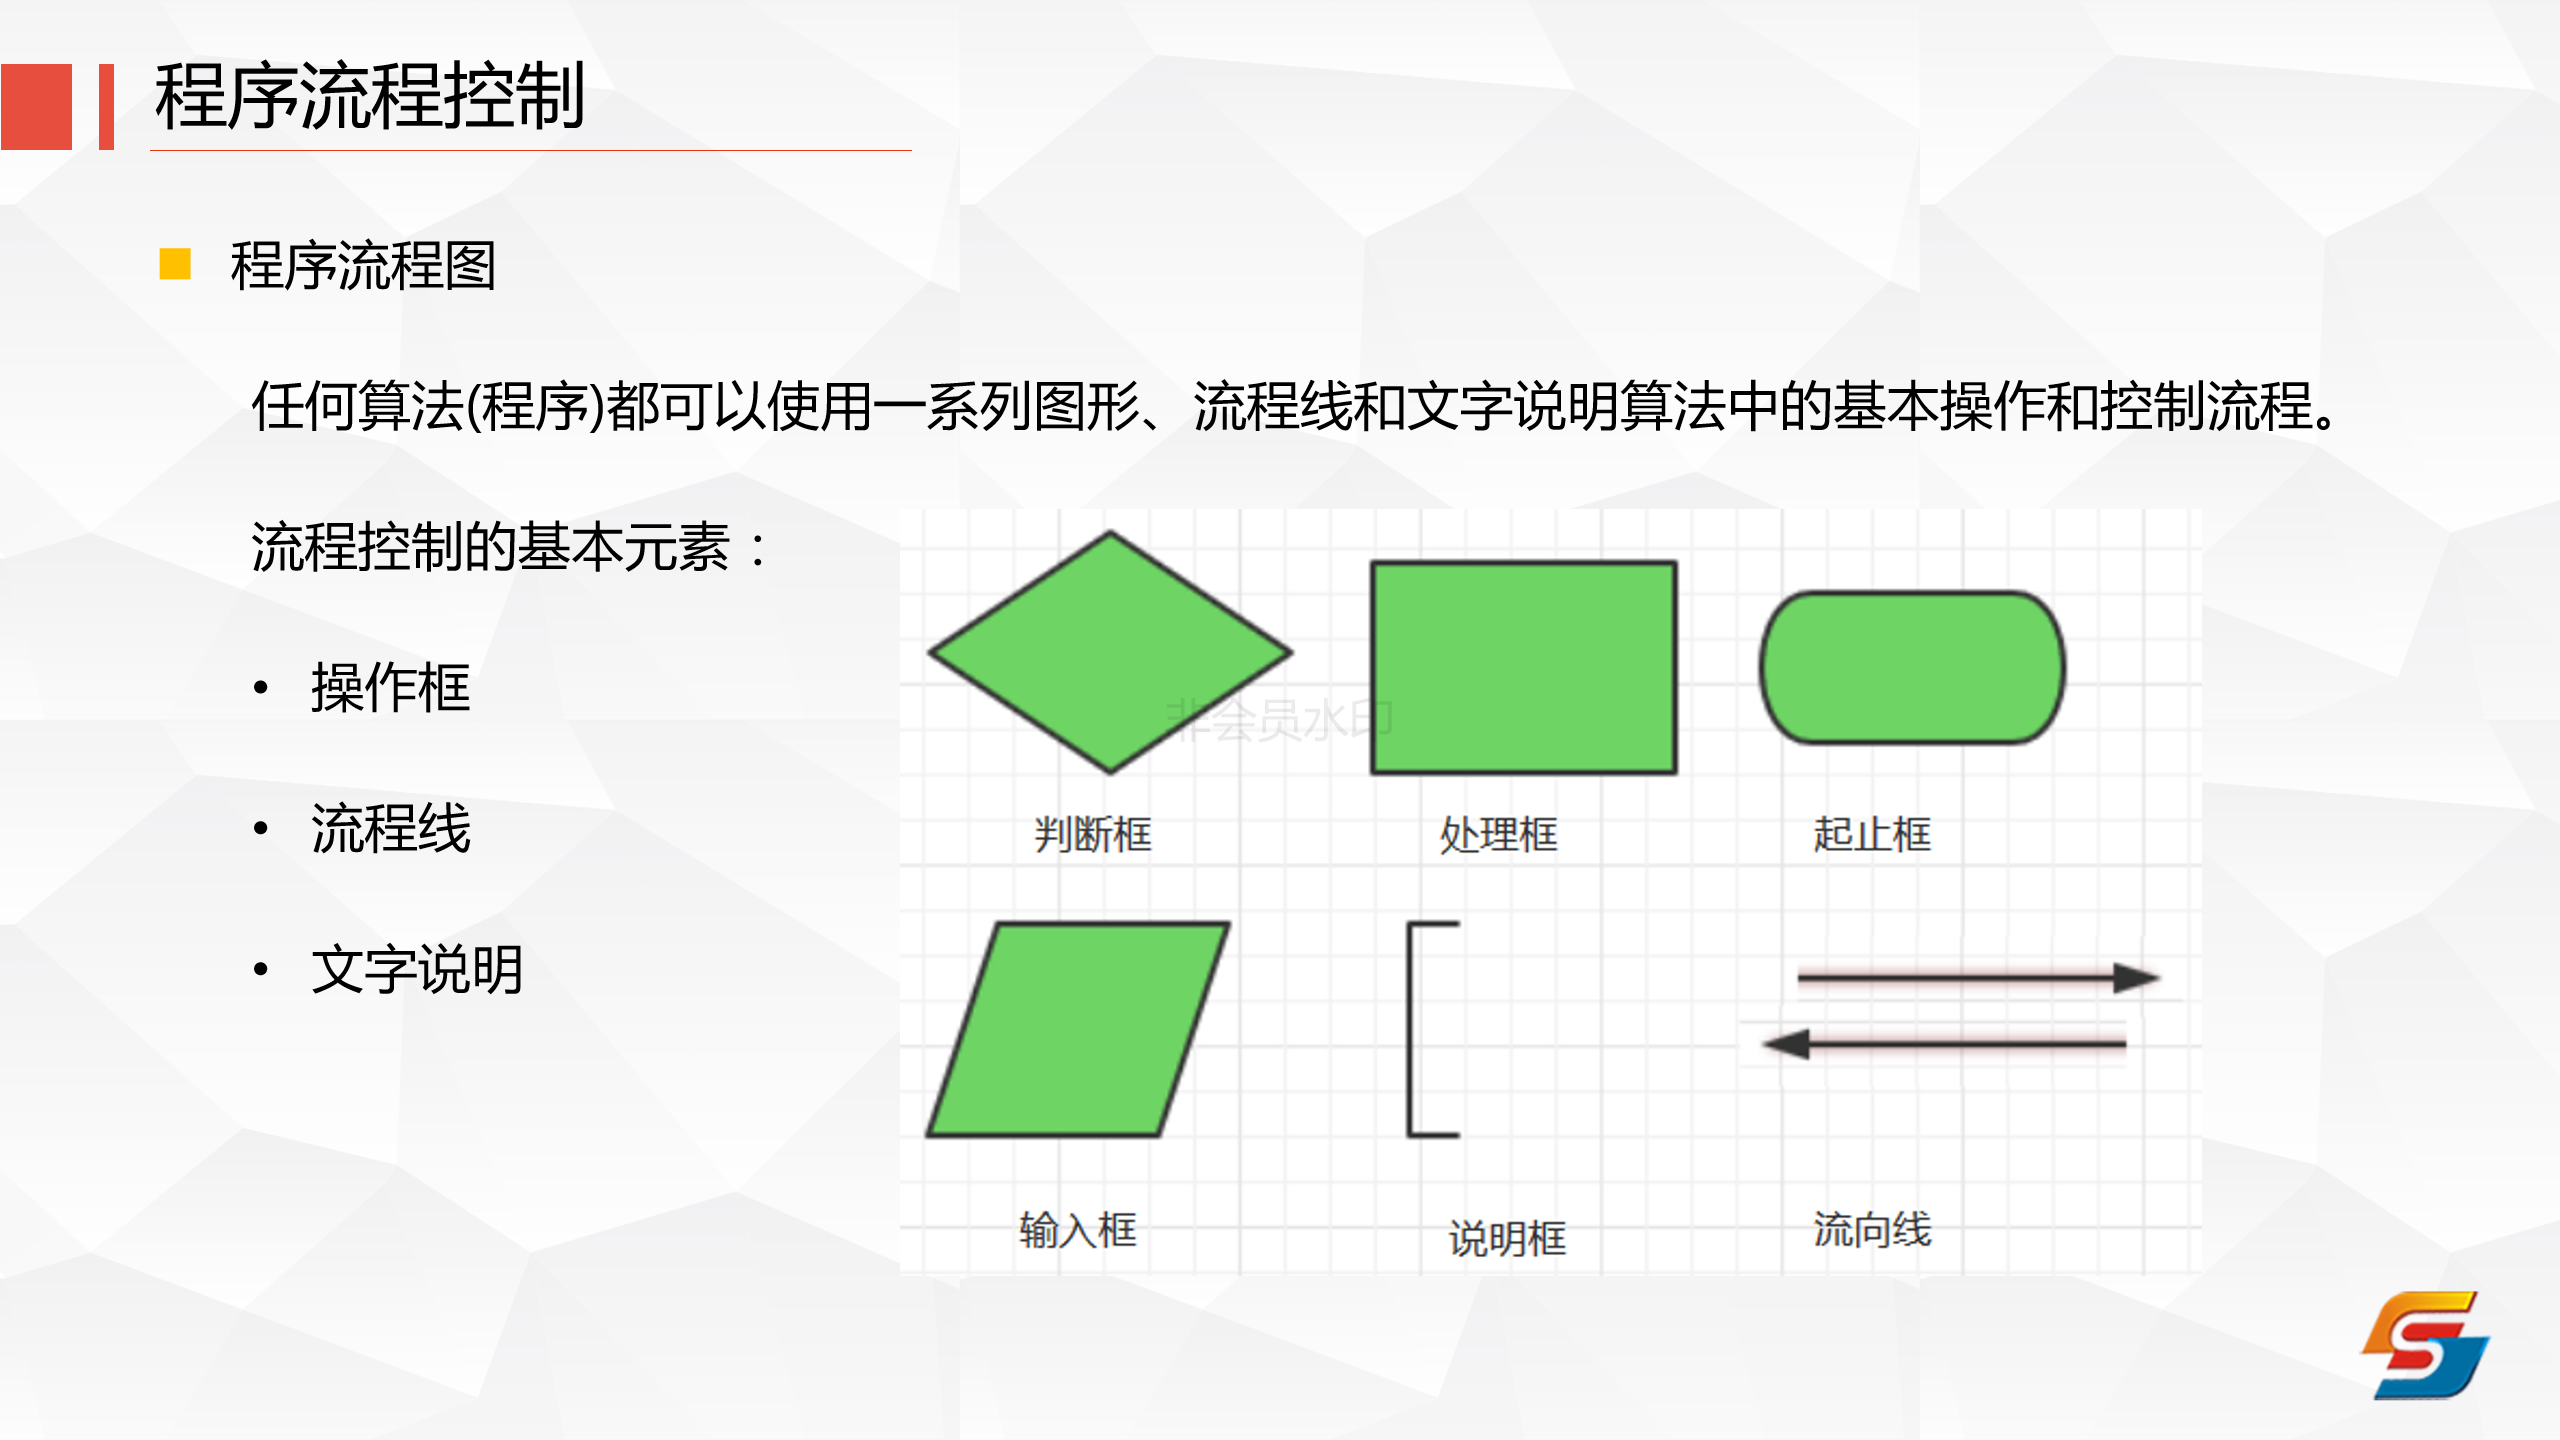 程序流程控制
程序流程图
任何算法(程序)都可以使用一系列图形、流程线和文字说明算法中的基本操作和控制流程。
流程控制的基本元素：
• 操作框
• 流程线
• 文字说明
非会员水印
判断框
处理框
起止框
输入框
说明框
流向线